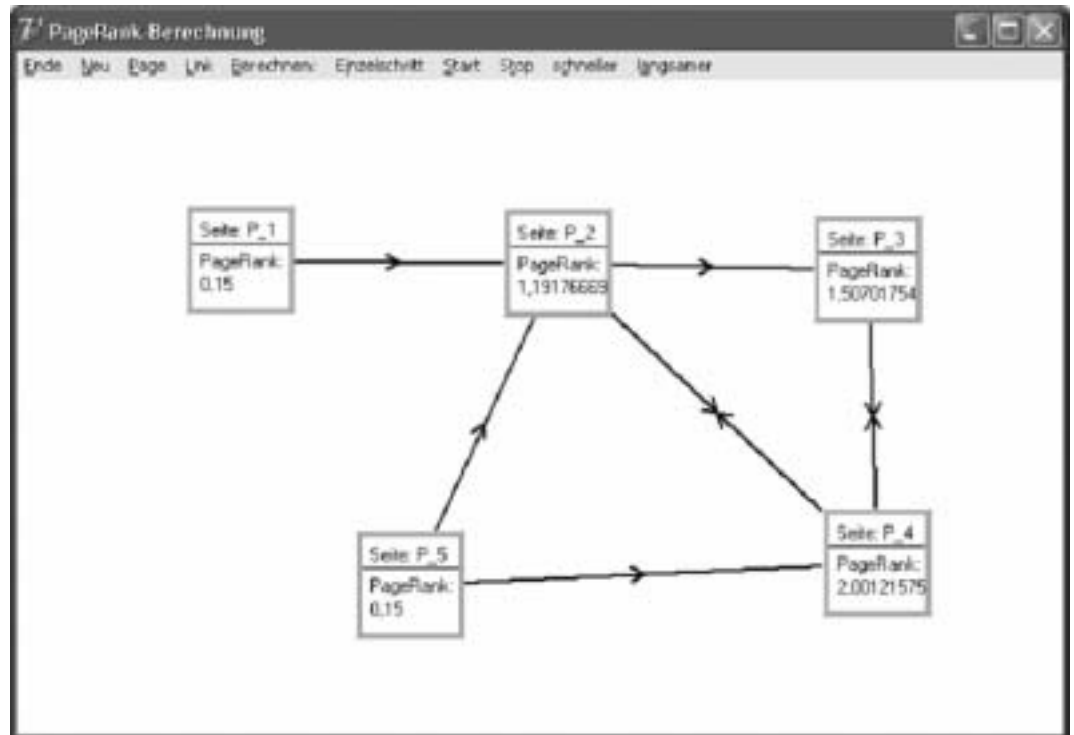 PageRank-Berechnung
Ende Neu Page Link Berechnen: Einzelschritt Start Stop schneller langsamer
Seite: P_1
PageRank:
0,15
Seite: P_2
PageRank:
1,19176669
Seite: P_3
PageRank:
1,50701754
Seite: P_4
PageRank:
2,00121575
Seite: P_5
PageRank:
0,15